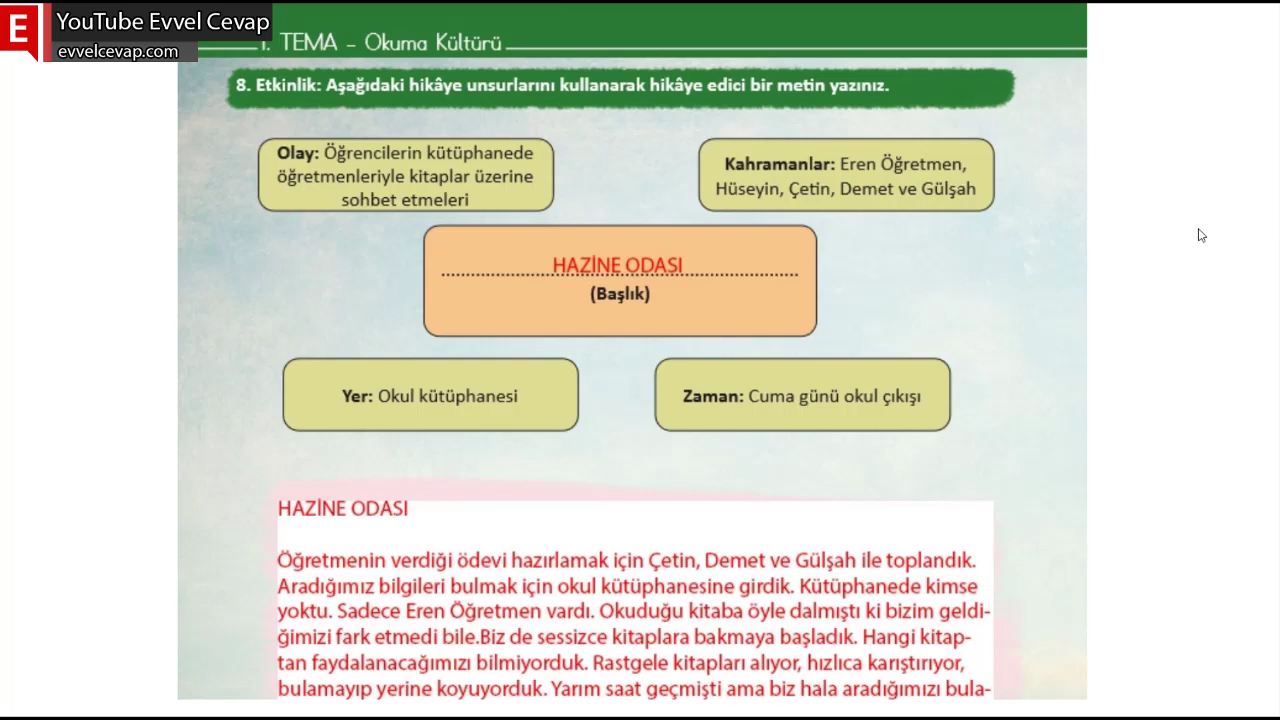 E
YouTube Evvel Cevap
evvelcevap.com
1. TEMA – Okuma Kültürü
8. Etkinlik: Aşağıdaki hikâye unsurlarını kullanarak hikâye edici bir metin yazınız.
Olay: Öğrencilerin kütüphanede
öğretmenleriyle kitaplar üzerine
sohbet etmeleri
Kahramanlar: Eren Öğretmen,
Hüseyin, Çetin, Demet ve Gülşah
HAZİNE ODASI
(Başlık)
Yer: Okul kütüphanesi
Zaman: Cuma günü okul çıkışı
HAZİNE ODASI
Öğretmenin verdiği ödevi hazırlamak için Çetin, Demet ve Gülşah ile toplandık.
Aradığımız bilgileri bulmak için okul kütüphanesine girdik. Kütüphanede kimse
yoktu. Sadece Eren Öğretmen vardı. Okuduğu kitaba öyle dalmıştı ki bizim geldi-
ğimizi fark etmedi bile.Biz de sessizce kitaplara bakmaya başladık. Hangi kitap-
tan faydalanacağımızı bilmiyorduk. Rastgele kitapları alıyor, hızlıca karıştırıyor,
bulamayıp yerine koyuyorduk. Yarım saat geçmişti ama biz hala aradığımızı bula-